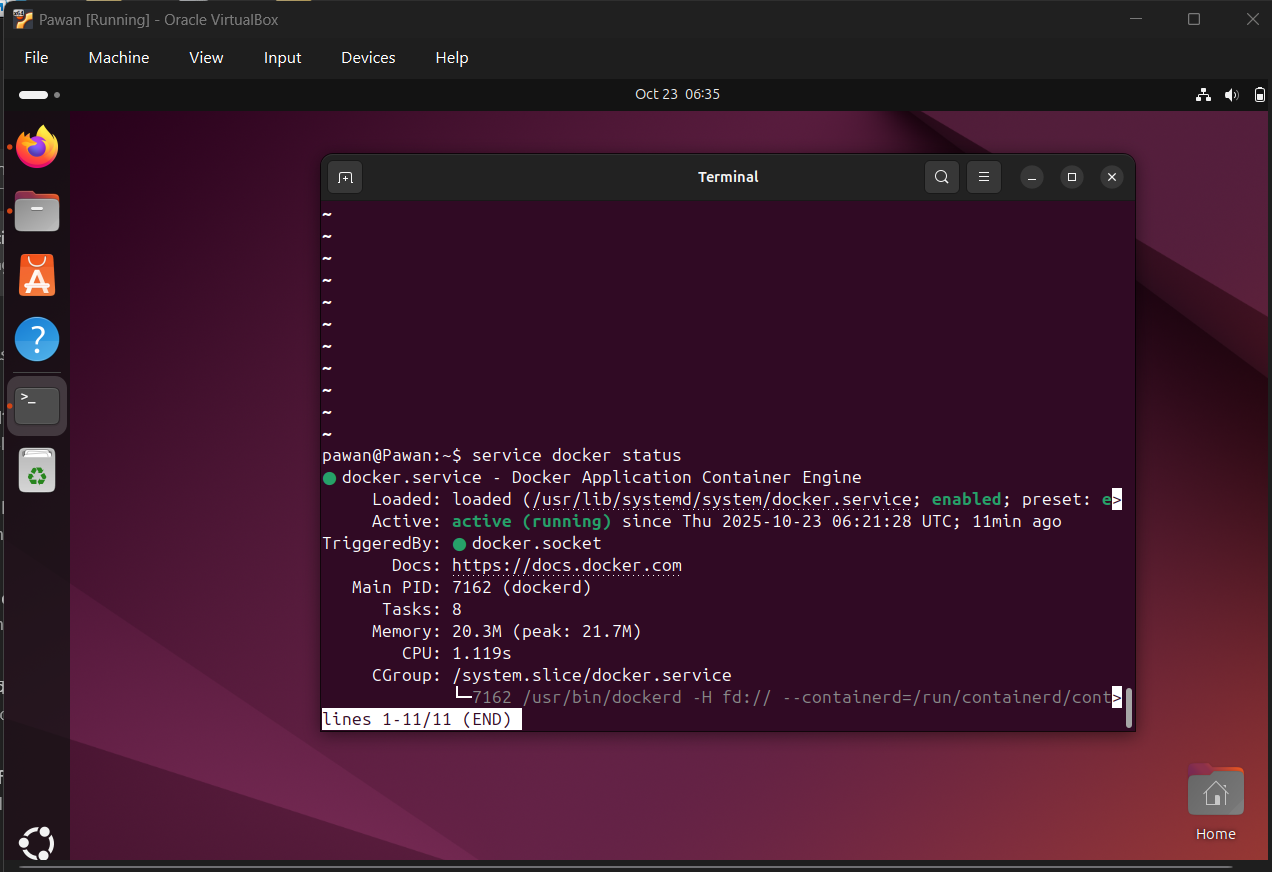 Pawan [Running] - Oracle VirtualBox
File Machine View Input Devices Help
Oct 23 06:35
Terminal
~
~
~
~
~
~
~
~
~
~
~
pawan@Pawan:~$ service docker status
● docker.service - Docker Application Container Engine
Loaded: loaded (/usr/lib/systemd/system/docker.service; enabled; preset: e>
Active: active (running) since Thu 2025-10-23 06:21:28 UTC; 11min ago
TriggeredBy: ● docker.socket
Docs: https://docs.docker.com
Main PID: 7162 (dockerd)
Tasks: 8
Memory: 20.3M (peak: 21.7M)
CPU: 1.119s
CGroup: /system.slice/docker.service
└─7162 /usr/bin/dockerd -H fd:// --containerd=/run/containerd/cont>
lines 1-11/11 (END)
Home